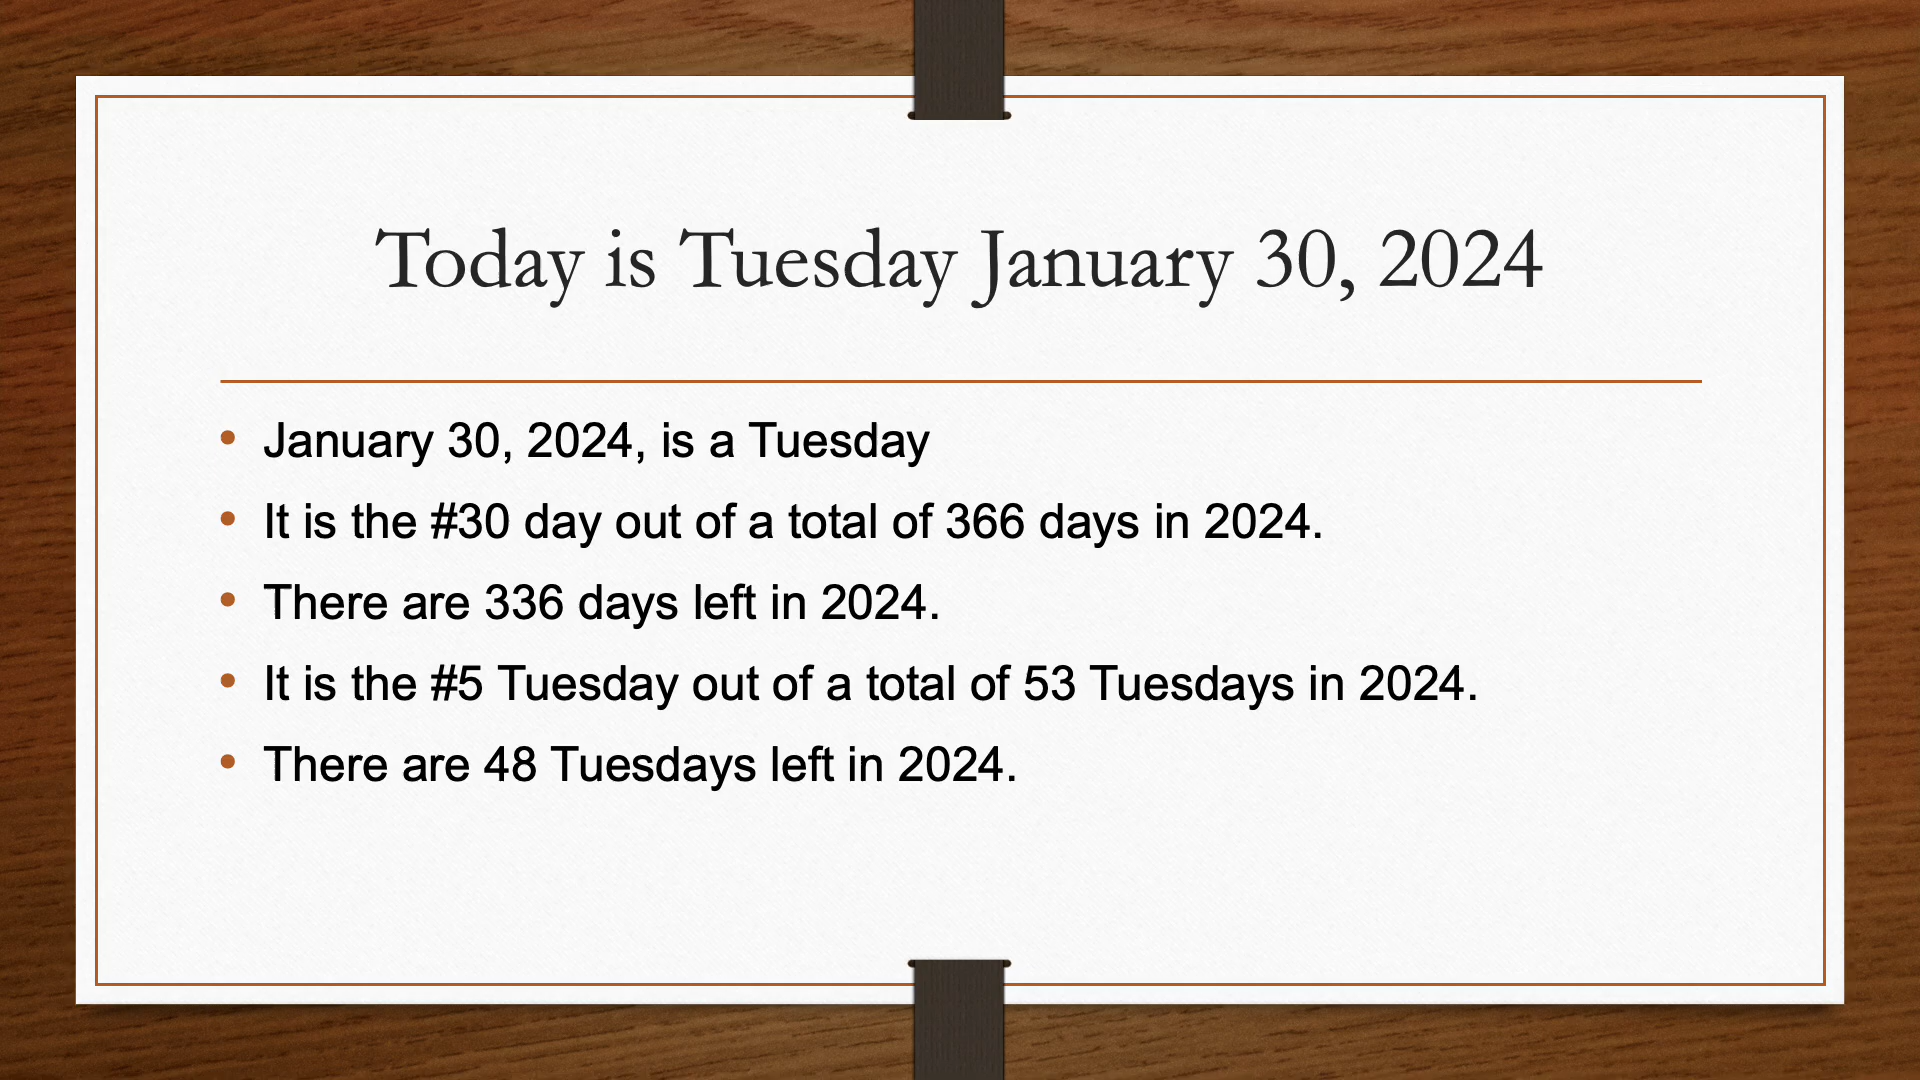 Today is Tuesday January 30, 2024
• January 30, 2024, is a Tuesday
• It is the #30 day out of a total of 366 days in 2024.
• There are 336 days left in 2024.
• It is the #5 Tuesday out of a total of 53 Tuesdays in 2024.
• There are 48 Tuesdays left in 2024.